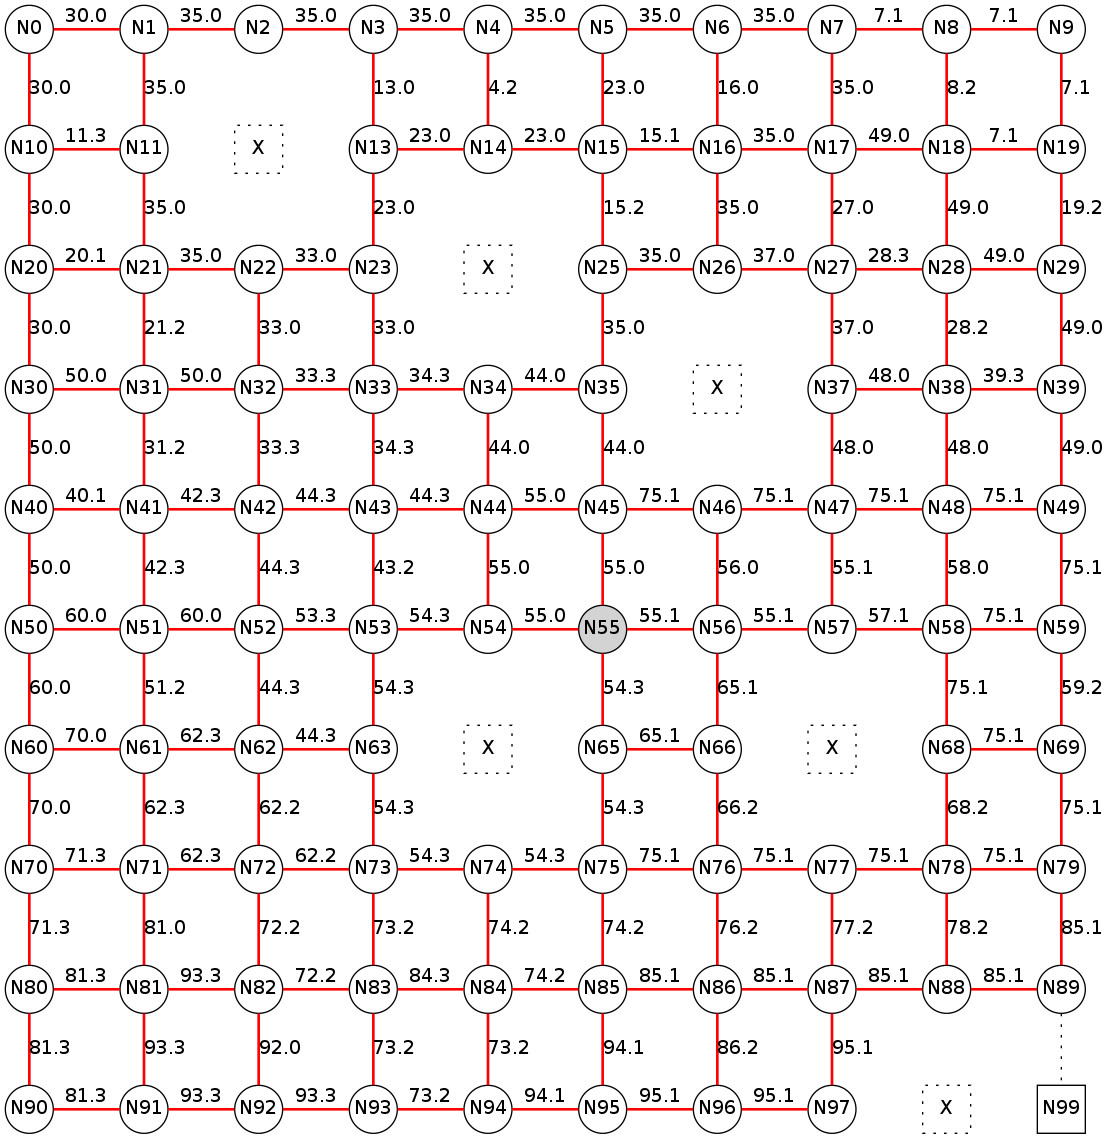 30.0 35.0 35.0 35.0 35.0 35.0 35.0 7.1 7.1
N0 N1 N2 N3 N4 N5 N6 N7 N8 N9
30.0 35.0 13.0 4.2 23.0 16.0 35.0 8.2 7.1
11.3 23.0 23.0 15.1 35.0 49.0 7.1
N10 N11 X N13 N14 N15 N16 N17 N18 N19
30.0 35.0 23.0 15.2 35.0 27.0 49.0 19.2
20.1 35.0 33.0 35.0 37.0 28.3 49.0
N20 N21 N22 N23 X N25 N26 N27 N28 N29
30.0 21.2 33.0 33.0 35.0 37.0 28.2 49.0
50.0 50.0 33.3 34.3 44.0 48.0 39.3
N30 N31 N32 N33 N34 N35 X N37 N38 N39
50.0 31.2 33.3 34.3 44.0 44.0 48.0 48.0 49.0
40.1 42.3 44.3 44.3 55.0 75.1 75.1 75.1 75.1
N40 N41 N42 N43 N44 N45 N46 N47 N48 N49
50.0 42.3 44.3 43.2 55.0 55.0 56.0 55.1 58.0 75.1
60.0 60.0 53.3 54.3 55.0 55.1 55.1 57.1 75.1
N50 N51 N52 N53 N54 N55 N56 N57 N58 N59
60.0 51.2 44.3 54.3 54.3 65.1 75.1 59.2
70.0 62.3 44.3 65.1 75.1
N60 N61 N62 N63 X N65 N66 X N68 N69
70.0 62.3 62.2 54.3 54.3 66.2 68.2 75.1
71.3 62.3 62.2 54.3 54.3 75.1 75.1 75.1 75.1
N70 N71 N72 N73 N74 N75 N76 N77 N78 N79
71.3 81.0 72.2 73.2 74.2 74.2 76.2 77.2 78.2 85.1
81.3 93.3 72.2 84.3 74.2 85.1 85.1 85.1 85.1
N80 N81 N82 N83 N84 N85 N86 N87 N88 N89
81.3 93.3 92.0 73.2 73.2 94.1 86.2 95.1
81.3 93.3 93.3 73.2 94.1 95.1 95.1
N90 N91 N92 N93 N94 N95 N96 N97 X N99